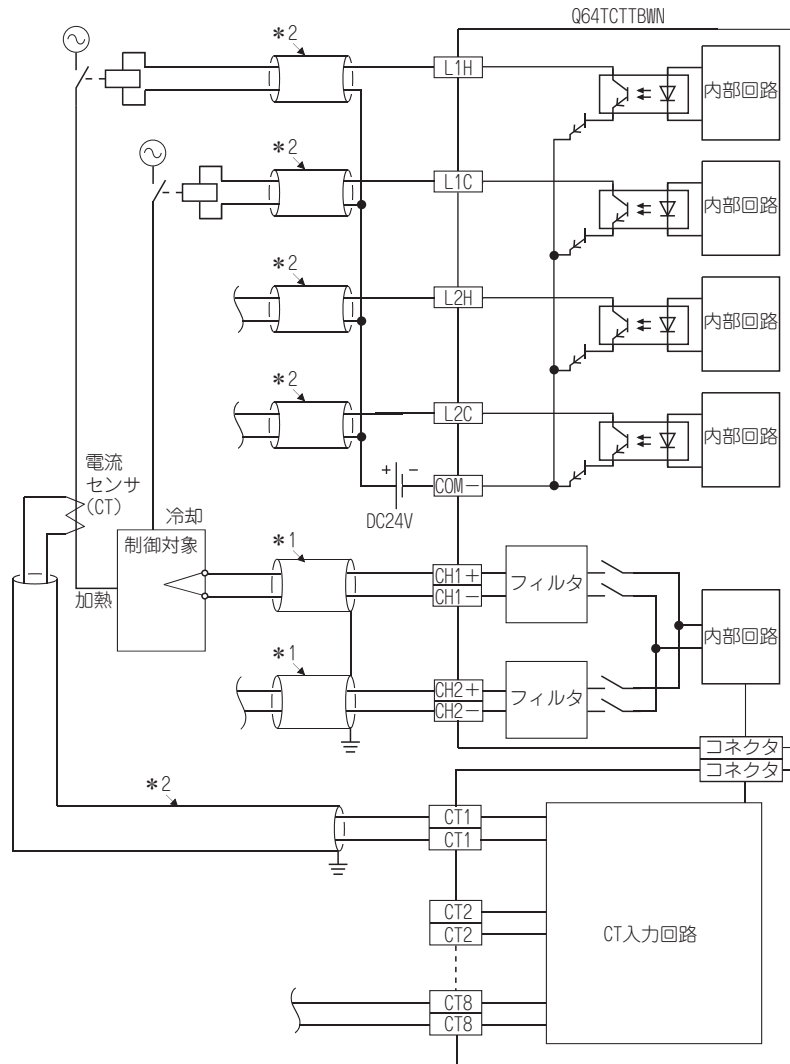 Q64TCTTBWN
*2
L1H
内部回路
*2
L1C
内部回路
*2
L2H
内部回路
*2
L2C
内部回路
電流
センサ
(CT)
+ −
DC24V
COM−
冷却
制御対象
加熱
*1
CH1+
CH1−
フィルタ
内部回路
*1
CH2+
CH2−
フィルタ
コネクタ
コネクタ
*2
CT1
CT1
CT2
CT2
CT入力回路
CT8
CT8